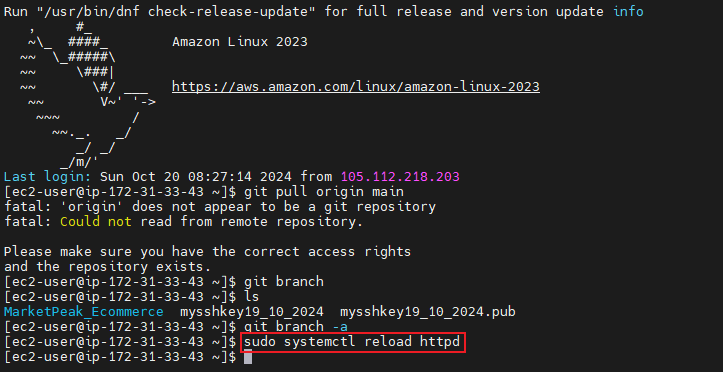 Run "/usr/bin/dnf check-release-update" for full release and version update info
   ,     #_
   ~\_  ####_        Amazon Linux 2023
  ~~  \_#####\
  ~~     \###|
  ~~       \#/ ___   https://aws.amazon.com/linux/amazon-linux-2023
   ~~       V~' '->
    ~~~         /
      ~~._.   _/
         _/ _/
       _/m/'
Last login: Sun Oct 20 08:27:14 2024 from 105.112.218.203
[ec2-user@ip-172-31-33-43 ~]$ git pull origin main
fatal: 'origin' does not appear to be a git repository
fatal: Could not read from remote repository.

Please make sure you have the correct access rights
and the repository exists.
[ec2-user@ip-172-31-33-43 ~]$ git branch
[ec2-user@ip-172-31-33-43 ~]$ ls
MarketPeak_Ecommerce  mysshkey19_10_2024  mysshkey19_10_2024.pub
[ec2-user@ip-172-31-33-43 ~]$ git branch -a
[ec2-user@ip-172-31-33-43 ~]$ sudo systemctl reload httpd
[ec2-user@ip-172-31-33-43 ~]$